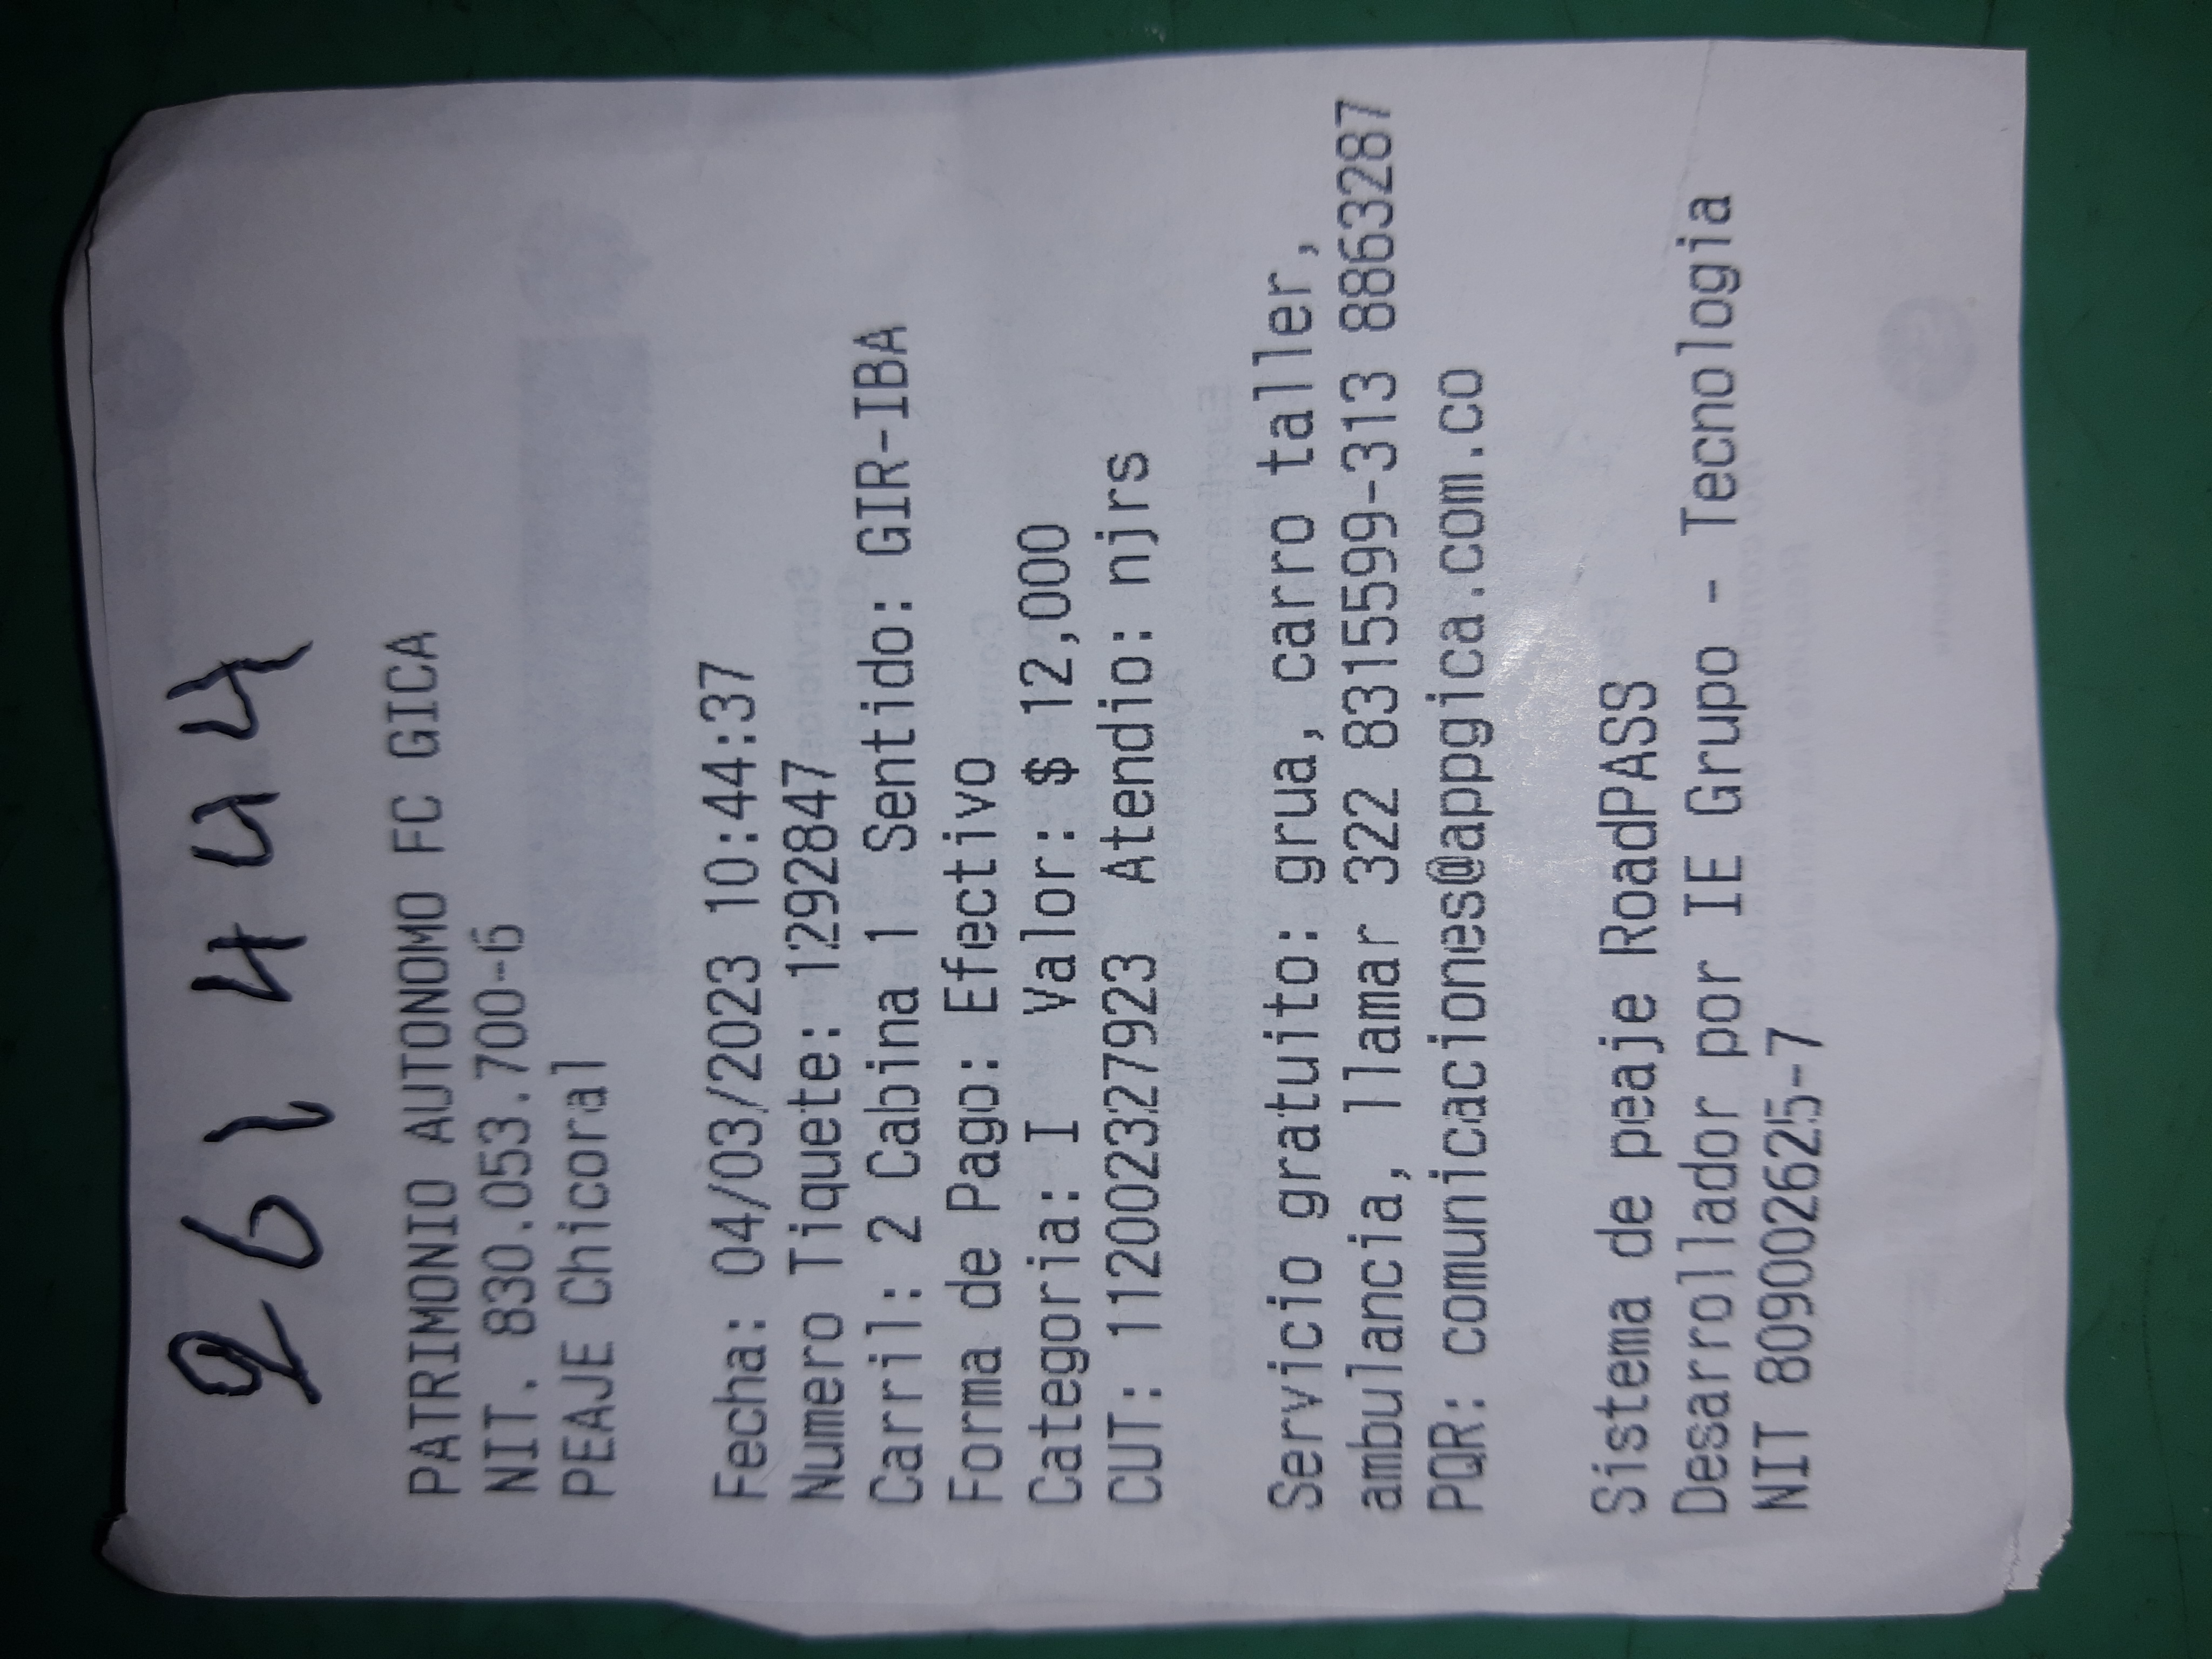 261444
PATRIMONIO AUTONOMO FC GICA
NIT. 830.053.700-6
PEAJE Chicoral
Fecha: 04/03/2023 10:44:37
Numero Tiquete: 1292847
Carril: 2 Cabina 1 Sentido: GIR-IBA
Forma de Pago: Efectivo
Categoria: I Valor: $ 12,000
CUT: 112002327923 Atendio: njrs
Servicio gratuito: grua, carro taller,
ambulancia, llamar 322 8315599-313 8863287
PQR: comunicaciones@appgica.com.co
Sistema de peaje RoadPASS
Desarrollador por IE Grupo - Tecnologia
NIT 809002625-7